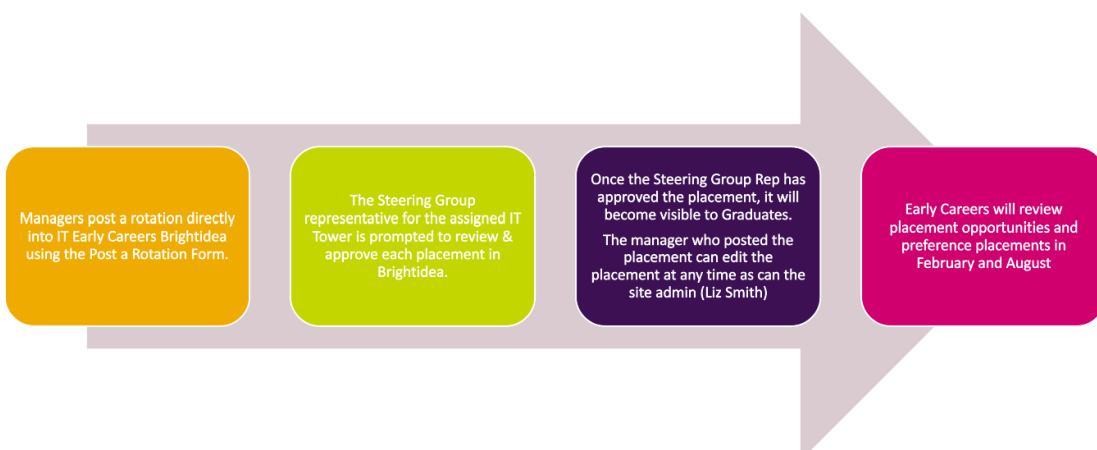 Managers post a rotation directly
into IT Early Careers Brightidea
using the Post a Rotation Form.
The Steering Group
representative for the assigned IT
Tower is prompted to review &
approve each placement in
Brightidea.
Once the Steering Group Rep has
approved the placement, it will
become visible to Graduates.
The manager who posted the
placement can edit the
placement at any time as can the
site admin (Liz Smith)
Early Careers will review
placement opportunities and
preference placements in
February and August